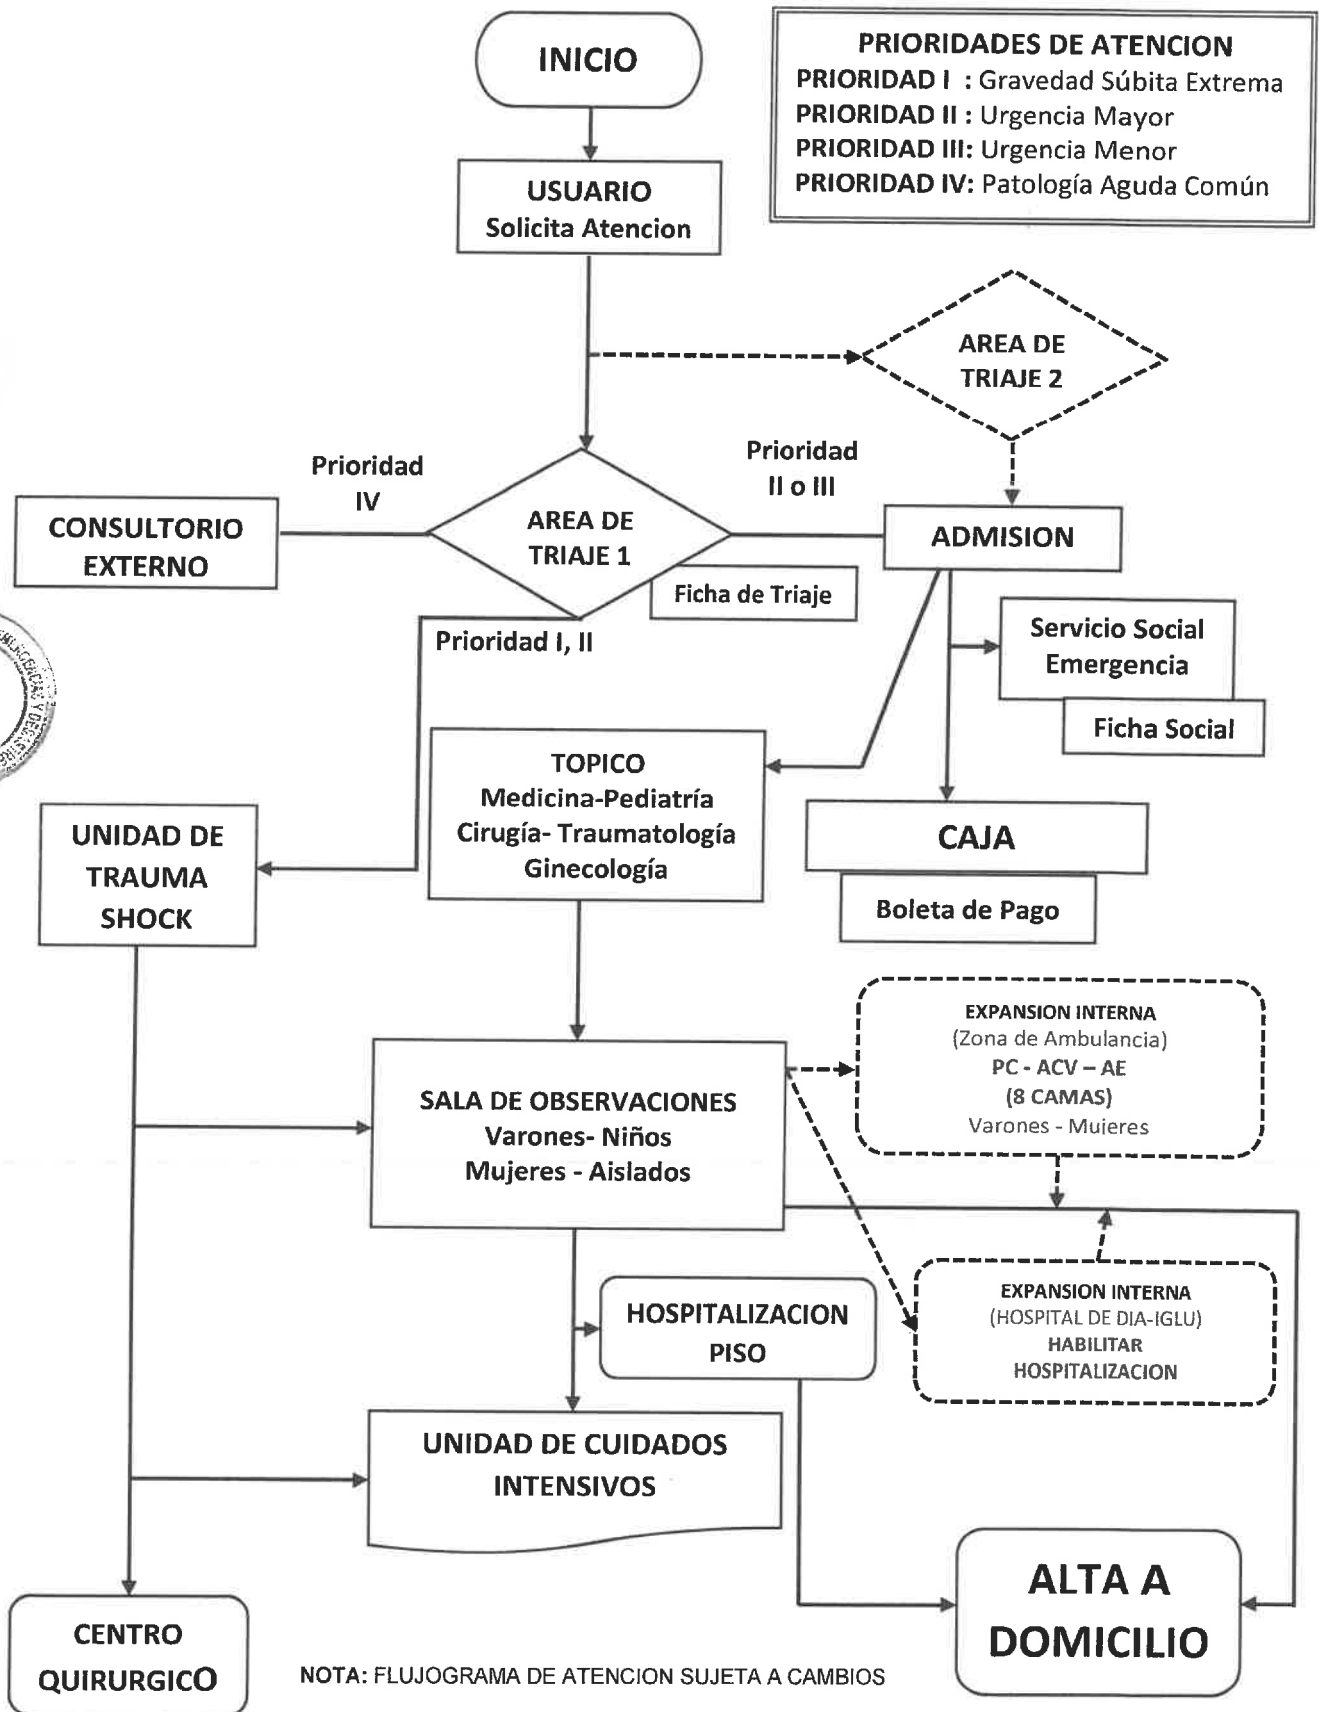 INICIO
PRIORIDADES DE ATENCION
PRIORIDAD I : Gravedad Súbita Extrema
PRIORIDAD II : Urgencia Mayor
PRIORIDAD III: Urgencia Menor
PRIORIDAD IV: Patología Aguda Común
USUARIO
Solicita Atencion
AREA DE
TRIAJE 2
Prioridad
IV
Prioridad
II o III
CONSULTORIO
EXTERNO
AREA DE
TRIAJE 1
ADMISION
Ficha de Triaje
Prioridad I, II
Servicio Social
Emergencia
Ficha Social
TOPICO
Medicina-Pediatría
Cirugía- Traumatología
Ginecología
UNIDAD DE
TRAUMA
SHOCK
CAJA
Boleta de Pago
EXPANSION INTERNA
(Zona de Ambulancia)
PC - ACV – AE
(8 CAMAS)
Varones - Mujeres
SALA DE OBSERVACIONES
Varones- Niños
Mujeres - Aislados
EXPANSION INTERNA
(HOSPITAL DE DIA-IGLU)
HABILITAR
HOSPITALIZACION
HOSPITALIZACION
PISO
UNIDAD DE CUIDADOS
INTENSIVOS
ALTA A
DOMICILIO
CENTRO
QUIRURGICO
NOTA: FLUJOGRAMA DE ATENCION SUJETA A CAMBIOS